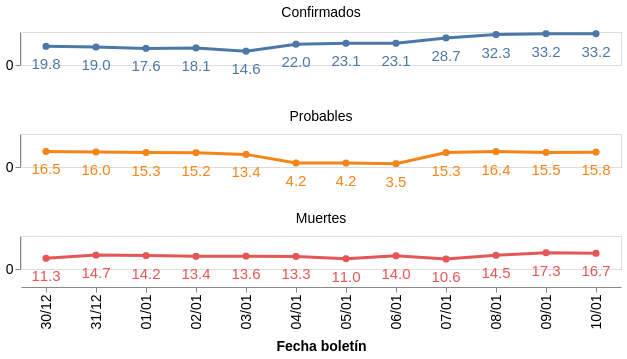 Confirmados
0
19.8 19.0 17.6 18.1 14.6 22.0 23.1 23.1 28.7 32.3 33.2 33.2
Probables
0
16.5 16.0 15.3 15.2 13.4 4.2 4.2 3.5 15.3 16.4 15.5 15.8
Muertes
0
11.3 14.7 14.2 13.4 13.6 13.3 11.0 14.0 10.6 14.5 17.3 16.7
30/12 31/12 01/01 02/01 03/01 04/01 05/01 06/01 07/01 08/01 09/01 10/01
Fecha boletín